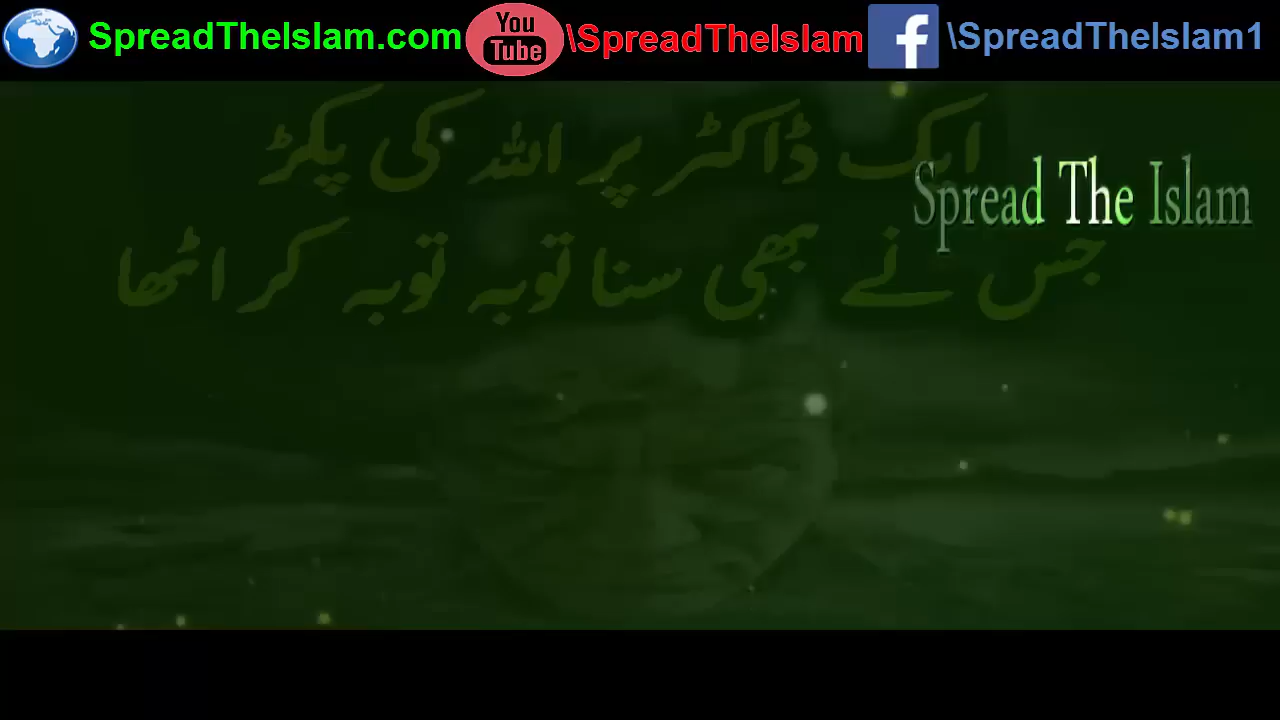 SpreadTheIslam.com You Tube \SpreadTheIslam f \SpreadTheIslam1
ایک ڈاکٹر پر اللہ کی پکڑ
Spread The Islam
جس نے بھی سنا توبہ توبہ کر اٹھا